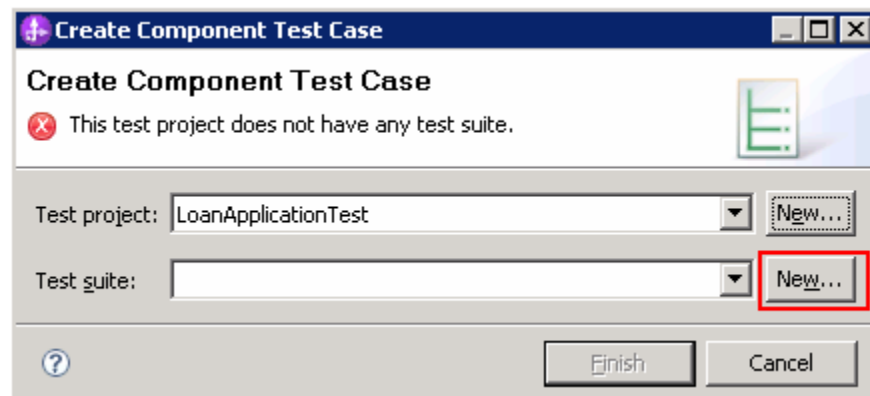 Create Component Test Case
Create Component Test Case
This test project does not have any test suite.
Test project: LoanApplicationTest New...
Test suite: New...
? Finish Cancel